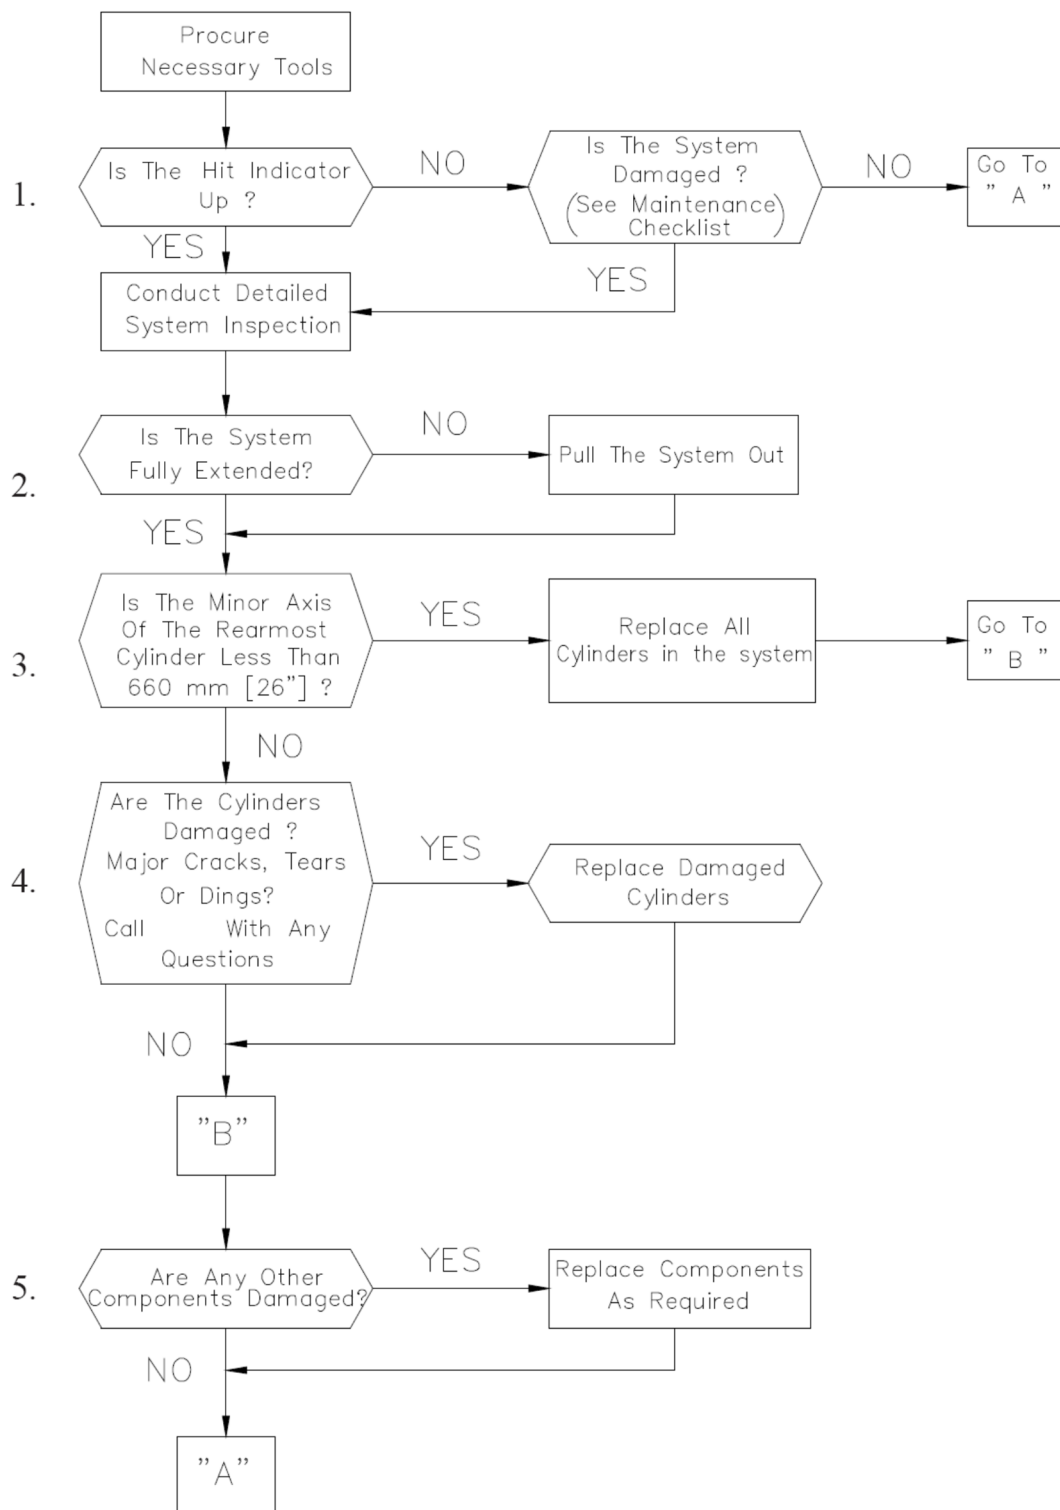 Procure
Necessary Tools
1.
Is The Hit Indicator
Up ?
NO
Is The System
Damaged ?
(See Maintenance)
Checklist
NO
Go To
" A "
YES
YES
Conduct Detailed
System Inspection
2.
Is The System
Fully Extended?
NO
Pull The System Out
YES
3.
Is The Minor Axis
Of The Rearmost
Cylinder Less Than
660 mm [26"] ?
YES
Replace All
Cylinders in the system
Go To
" B "
NO
4.
Are The Cylinders
Damaged ?
Major Cracks, Tears
Or Dings?
Call With Any
Questions
YES
Replace Damaged
Cylinders
NO
"B"
5.
Are Any Other
Components Damaged?
YES
Replace Components
As Required
NO
"A"